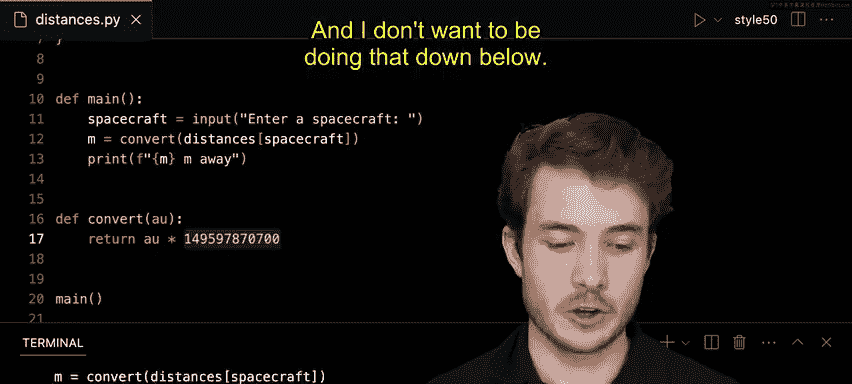 distances.py
style50
And I don't want to be
doing that down below.
7 }
8
9
10 def main():
11     spacecraft = input("Enter a spacecraft: ")
12     m = convert(distances[spacecraft])
13     print(f"{m} m away")
14
15
16 def convert(au):
17     return au * 149597870700
18
19
20 main()
21
TERMINAL
m = convert(distances[spacecraft])